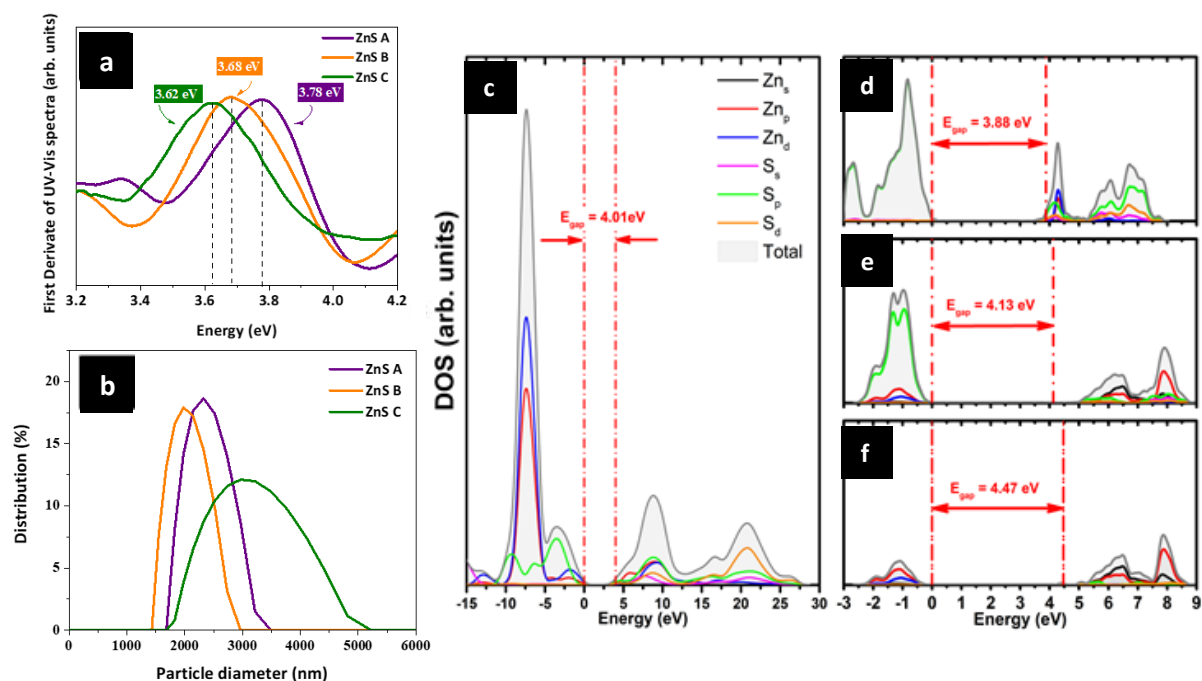 a
First Derivate of UV-Vis spectra (arb. units)
ZnS A
ZnS B
ZnS C
3.62 eV
3.68 eV
3.78 eV
3.2 3.4 3.6 3.8 4.0 4.2
Energy (eV)
b
Distribution (%)
20
15
10
5
0
ZnS A
ZnS B
ZnS C
0 1000 2000 3000 4000 5000 6000
Particle diameter (nm)
c
DOS (arb. units)
Zns
Znp
Znd
Ss
Sp
Sd
Total
Egap = 4.01eV
-15 -10 -5 0 5 10 15 20 25 30
Energy (eV)
d
Egap = 3.88 eV
e
Egap = 4.13 eV
f
Egap = 4.47 eV
-3 -2 -1 0 1 2 3 4 5 6 7 8 9
Energy (eV)